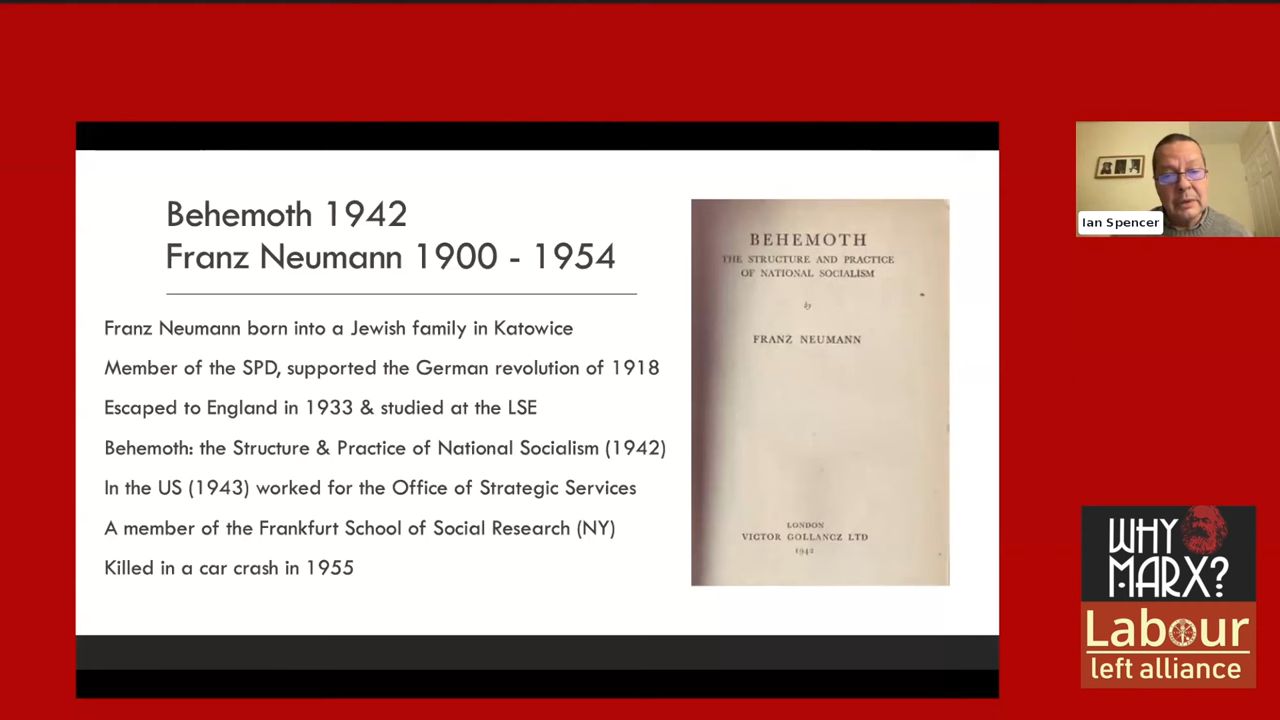 Behemoth 1942
Franz Neumann 1900 - 1954
Franz Neumann born into a Jewish family in Katowice
Member of the SPD, supported the German revolution of 1918
Escaped to England in 1933 & studied at the LSE
Behemoth: the Structure & Practice of National Socialism (1942)
In the US (1943) worked for the Office of Strategic Services
A member of the Frankfurt School of Social Research (NY)
Killed in a car crash in 1955
BEHEMOTH
THE STRUCTURE AND PRACTICE
OF NATIONAL SOCIALISM
by
FRANZ NEUMANN
LONDON
VICTOR GOLLANCZ LTD
1942
Ian Spencer
WHY
MARX?
Labour
left alliance